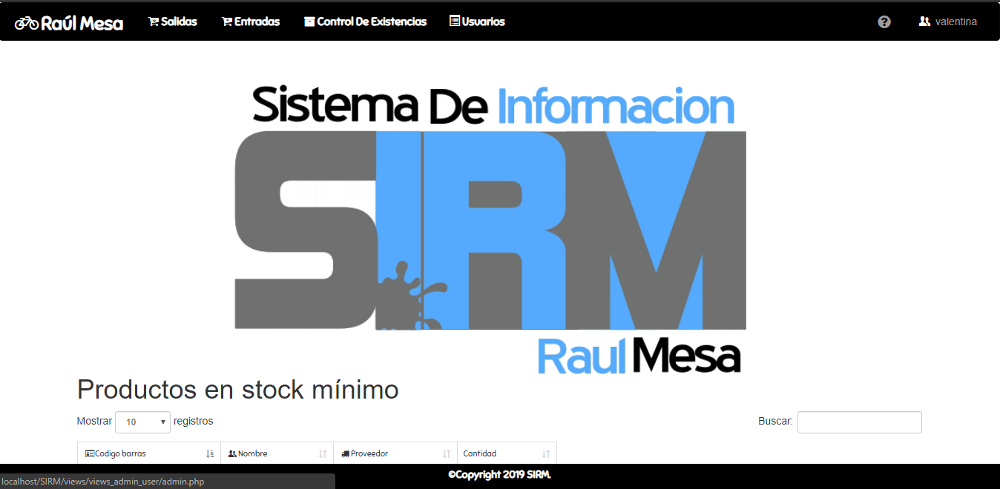 Raúl Mesa Salidas Entradas Control De Existencias Usuarios ? valentina
Sistema De Informacion
SIRM
Raul Mesa
Productos en stock mínimo
Mostrar 10 registros Buscar:
Codigo barras Nombre Proveedor Cantidad
©Copyright 2019 SIRM.
localhost/SIRM/views/views_admin_user/admin.php